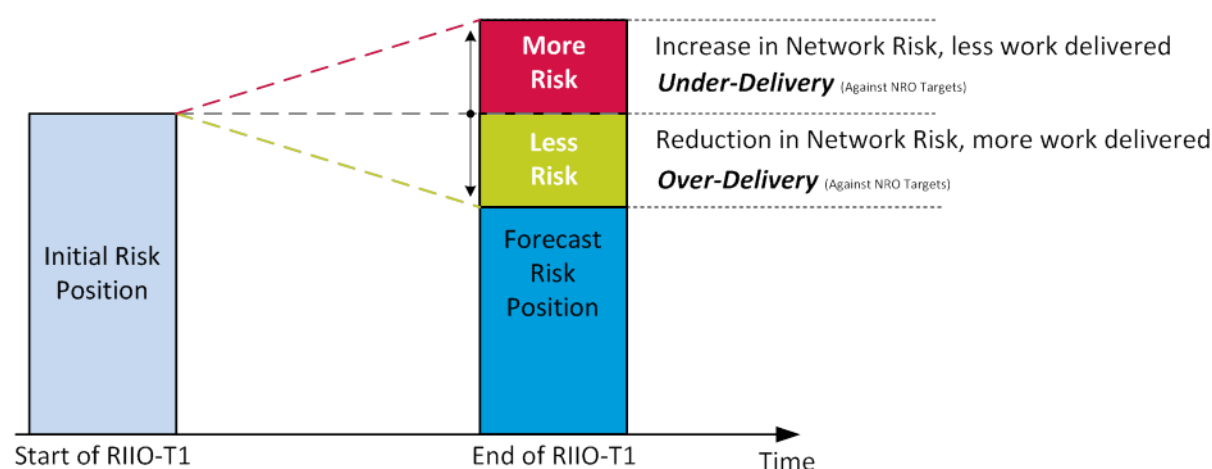 More
Risk
Increase in Network Risk, less work delivered
Under-Delivery (Against NRO Targets)
Less
Risk
Reduction in Network Risk, more work delivered
Over-Delivery (Against NRO Targets)
Initial Risk
Position
Forecast
Risk
Position
Start of RIIO-T1
End of RIIO-T1
Time